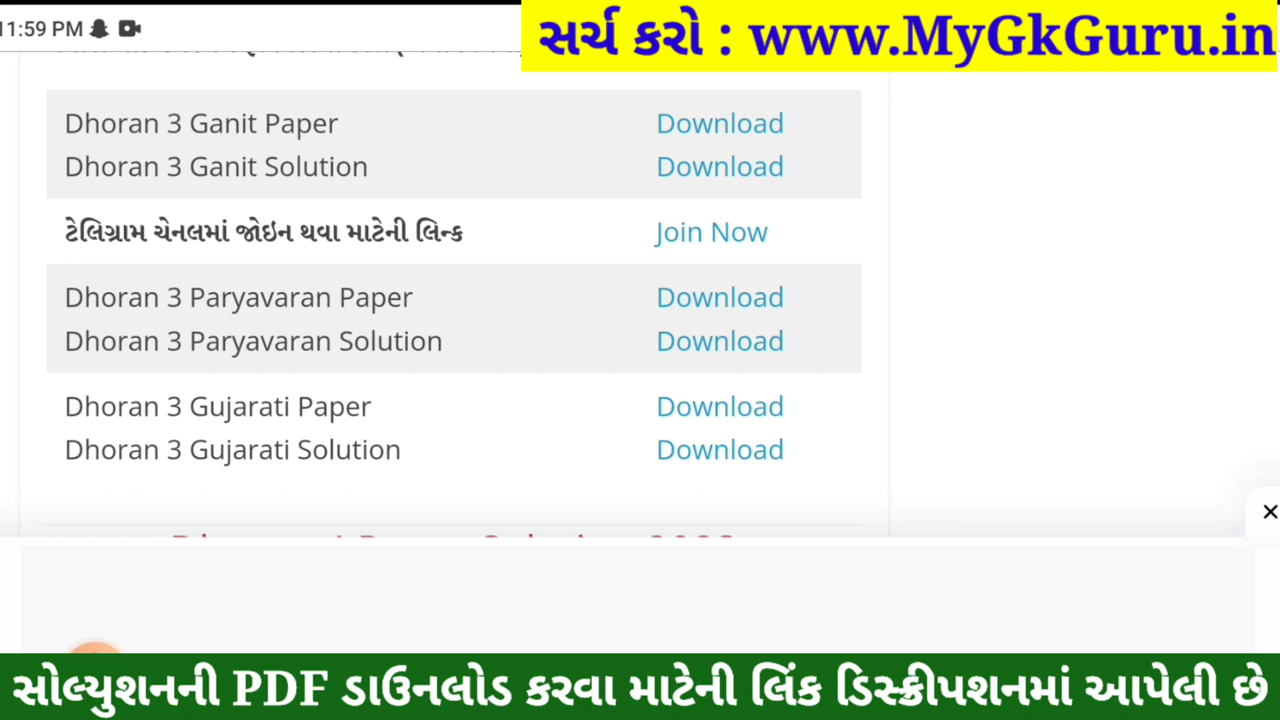 11:59 PM
સર્ચ કરો : www.MyGkGuru.in
Dhoran 3 Ganit Paper Download
Dhoran 3 Ganit Solution Download
ટેલિગ્રામ ચેનલમાં જોઇન થવા માટેની લિન્ક Join Now
Dhoran 3 Paryavaran Paper Download
Dhoran 3 Paryavaran Solution Download
Dhoran 3 Gujarati Paper Download
Dhoran 3 Gujarati Solution Download
સોલ્યુશનની PDF ડાઉનલોડ કરવા માટેની લિંક ડિસ્ક્રીપશનમાં આપેલી છે